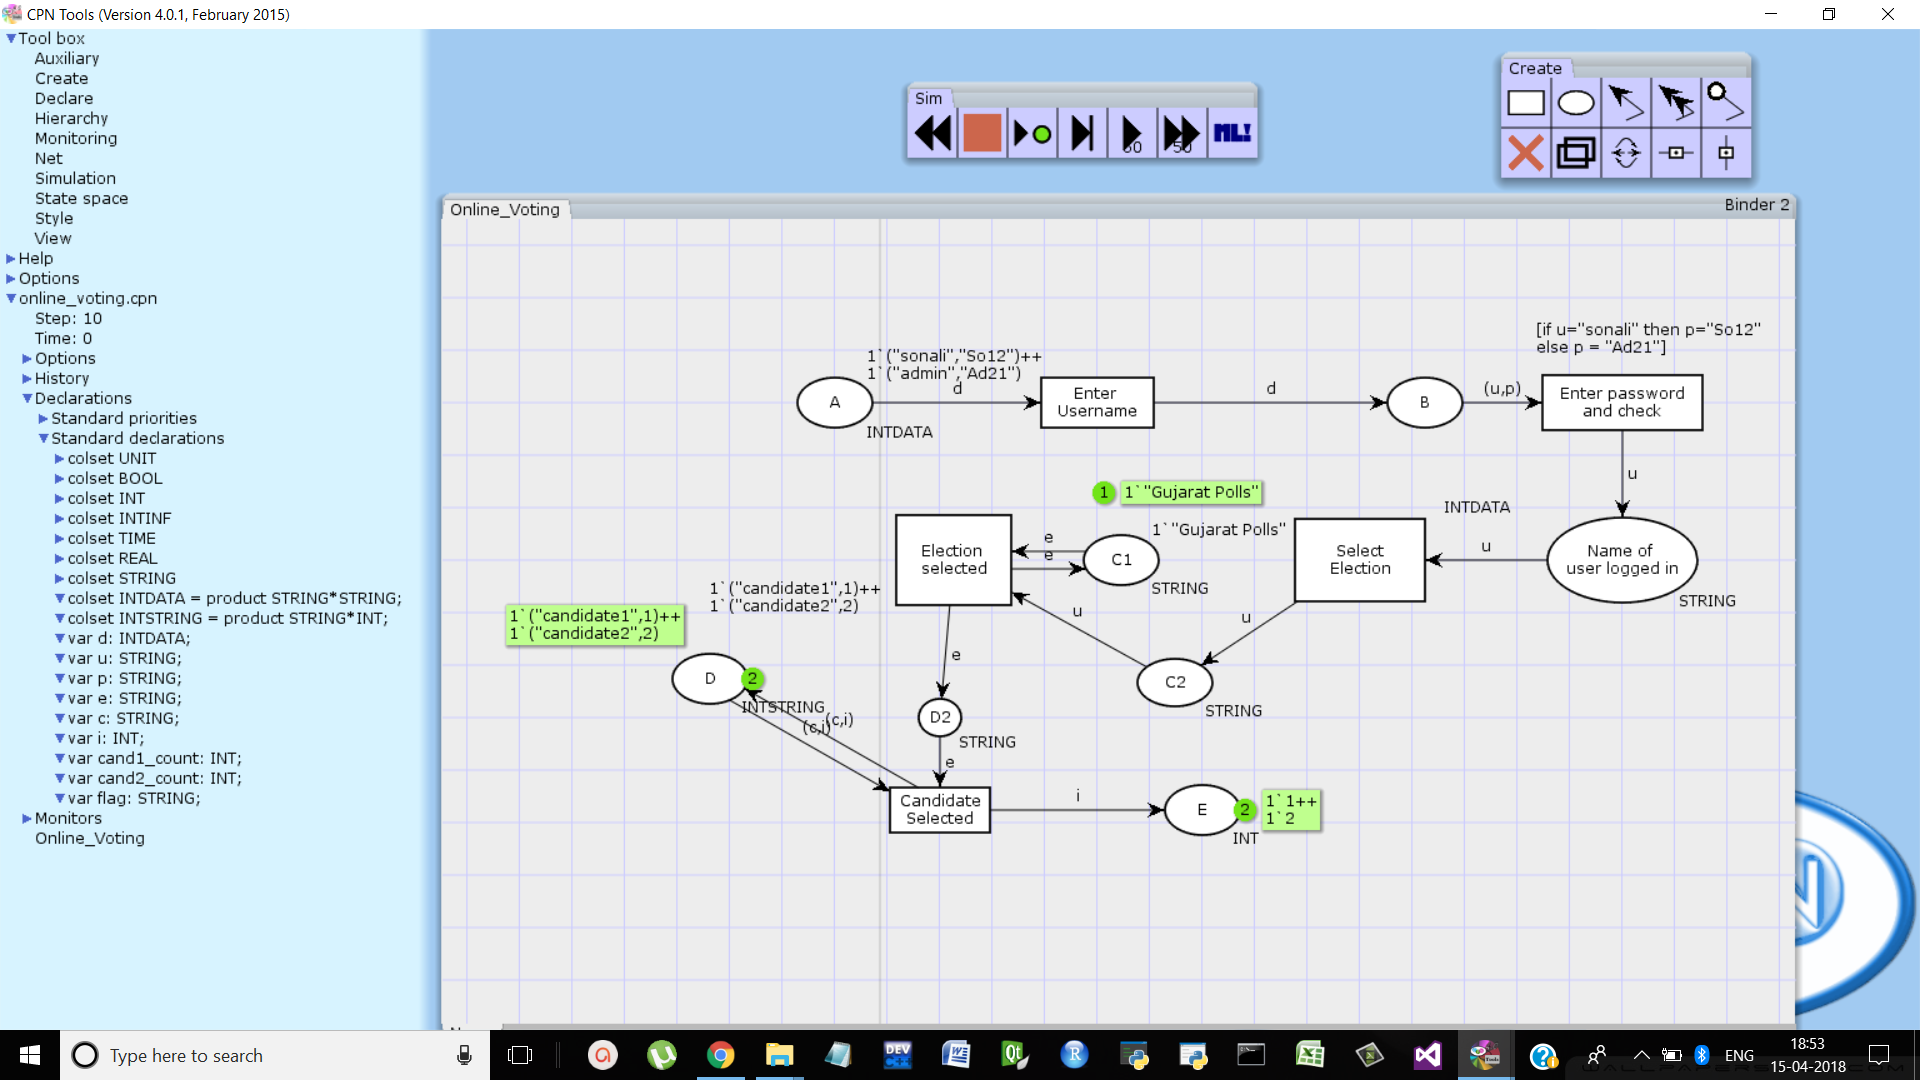 CPN Tools (Version 4.0.1, February 2015)
Tool box
Auxiliary
Create
Declare
Hierarchy
Monitoring
Net
Simulation
State space
Style
View
Help
Options
online_voting.cpn
Step: 10
Time: 0
Options
History
Declarations
Standard priorities
Standard declarations
colset UNIT
colset BOOL
colset INT
colset INTINF
colset TIME
colset REAL
colset STRING
colset INTDATA = product STRING*STRING;
colset INTSTRING = product STRING*INT;
var d: INTDATA;
var u: STRING;
var p: STRING;
var e: STRING;
var c: STRING;
var i: INT;
var cand1_count: INT;
var cand2_count: INT;
var flag: STRING;
Monitors
Online_Voting
Sim
50
ML!
Create
Online_Voting
Binder 2
[if u="sonali" then p="So12"
else p = "Ad21"]
1`("sonali","So12")++
1`("admin","Ad21")
A
d
Enter
Username
d
B
(u,p)
Enter password
and check
INTDATA
u
1
1`"Gujarat Polls"
INTDATA
1`"Gujarat Polls"
Election
selected
e
e
C1
STRING
Select
Election
u
Name of
user logged in
STRING
1`("candidate1",1)++
1`("candidate2",2)
1`("candidate1",1)++
1`("candidate2",2)
u
u
e
D
2
INTSTRING
C2
STRING
(c,i)
(c,i)
D2
STRING
e
Candidate
Selected
i
E
2
1`1++
1`2
INT
Type here to search
DEV
C++
Qt
R
ENG
18:53
15-04-2018